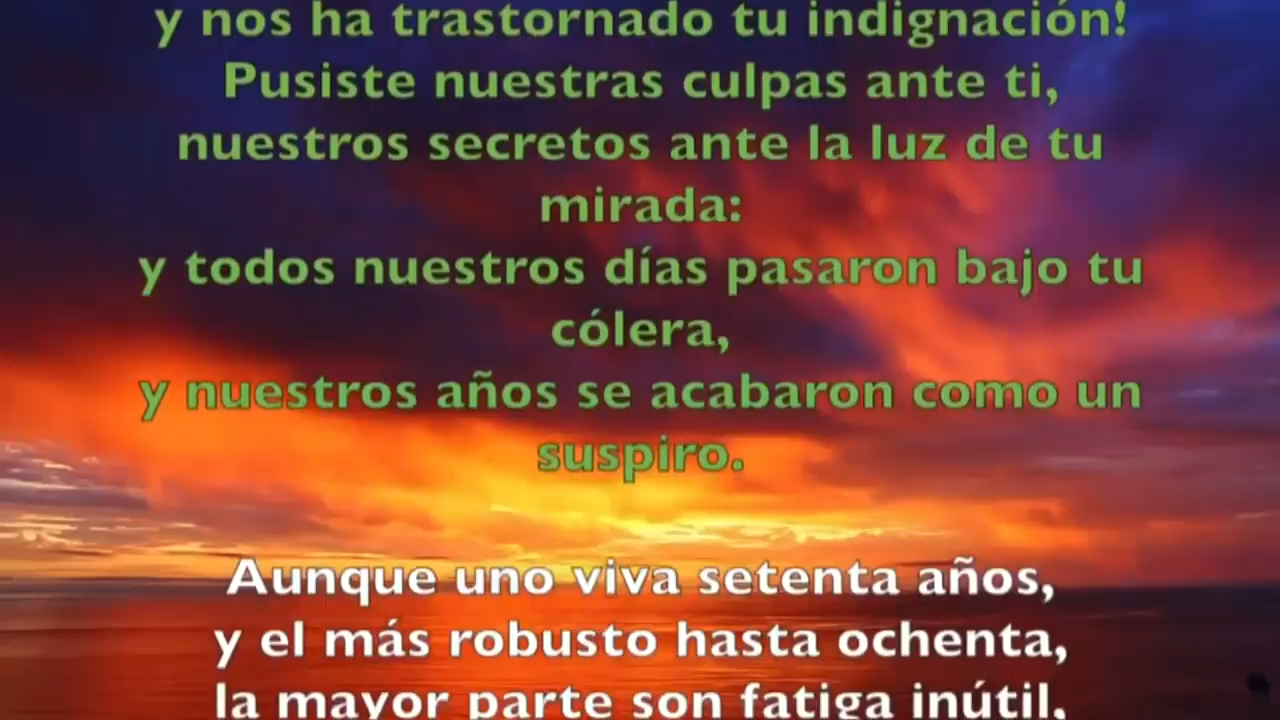 y nos ha trastornado tu indignación!
Pusiste nuestras culpas ante ti,
nuestros secretos ante la luz de tu
mirada:
y todos nuestros días pasaron bajo tu
cólera,
y nuestros años se acabaron como un
suspiro.
Aunque uno viva setenta años,
y el más robusto hasta ochenta,
la mayor parte son fatiga inútil,